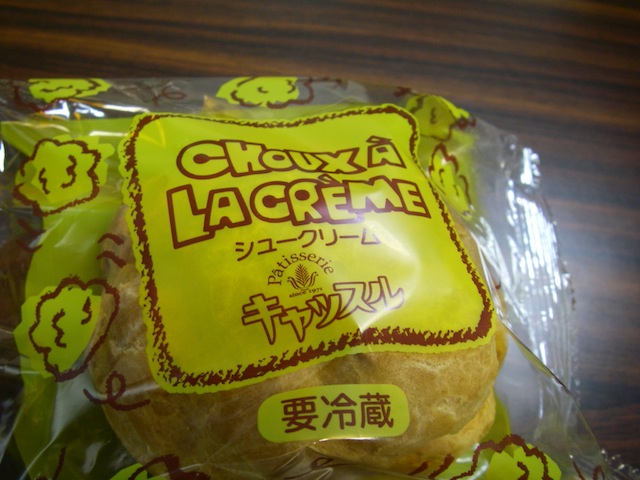 CHOUX À
LA CRÈME
シュークリーム
Patisserie
since 1971
キャッスル
要冷蔵